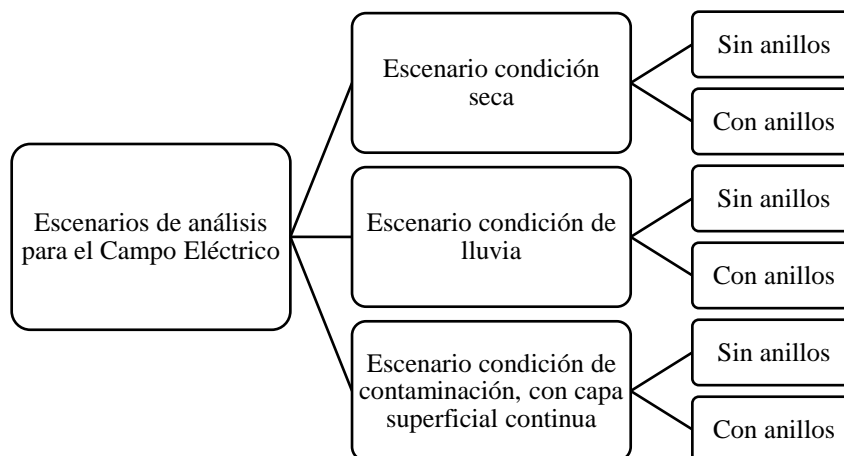 Escenarios de análisis
para el Campo Eléctrico
Escenario condición
seca
Sin anillos
Con anillos
Escenario condición de
lluvia
Sin anillos
Con anillos
Escenario condición de
contaminación, con capa
superficial continua
Sin anillos
Con anillos